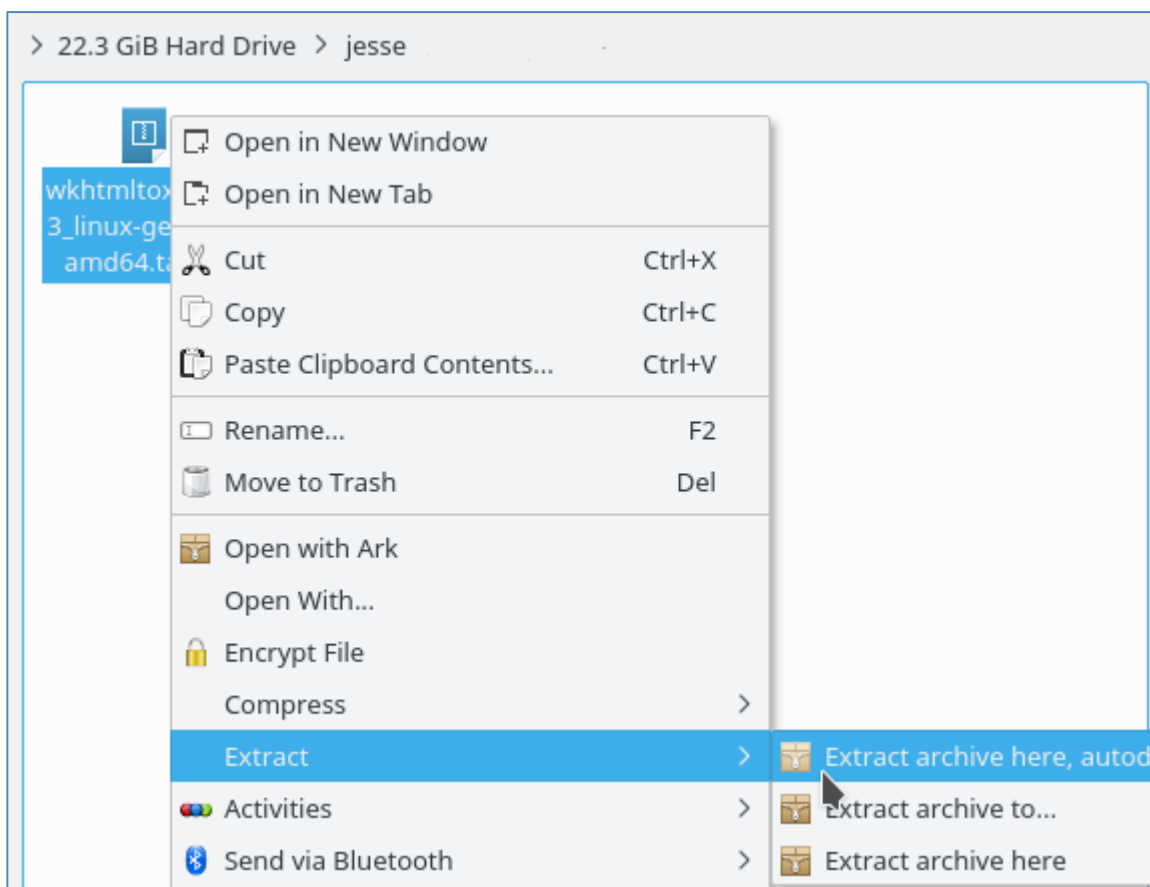 > 22.3 GiB Hard Drive > jesse
wkhtmltox
3_linux-ge
amd64.ta
Open in New Window
Open in New Tab
Cut Ctrl+X
Copy Ctrl+C
Paste Clipboard Contents... Ctrl+V
Rename... F2
Move to Trash Del
Open with Ark
Open With...
Encrypt File
Compress
Extract
Extract archive here, autod
Activities
Extract archive to...
Send via Bluetooth
Extract archive here